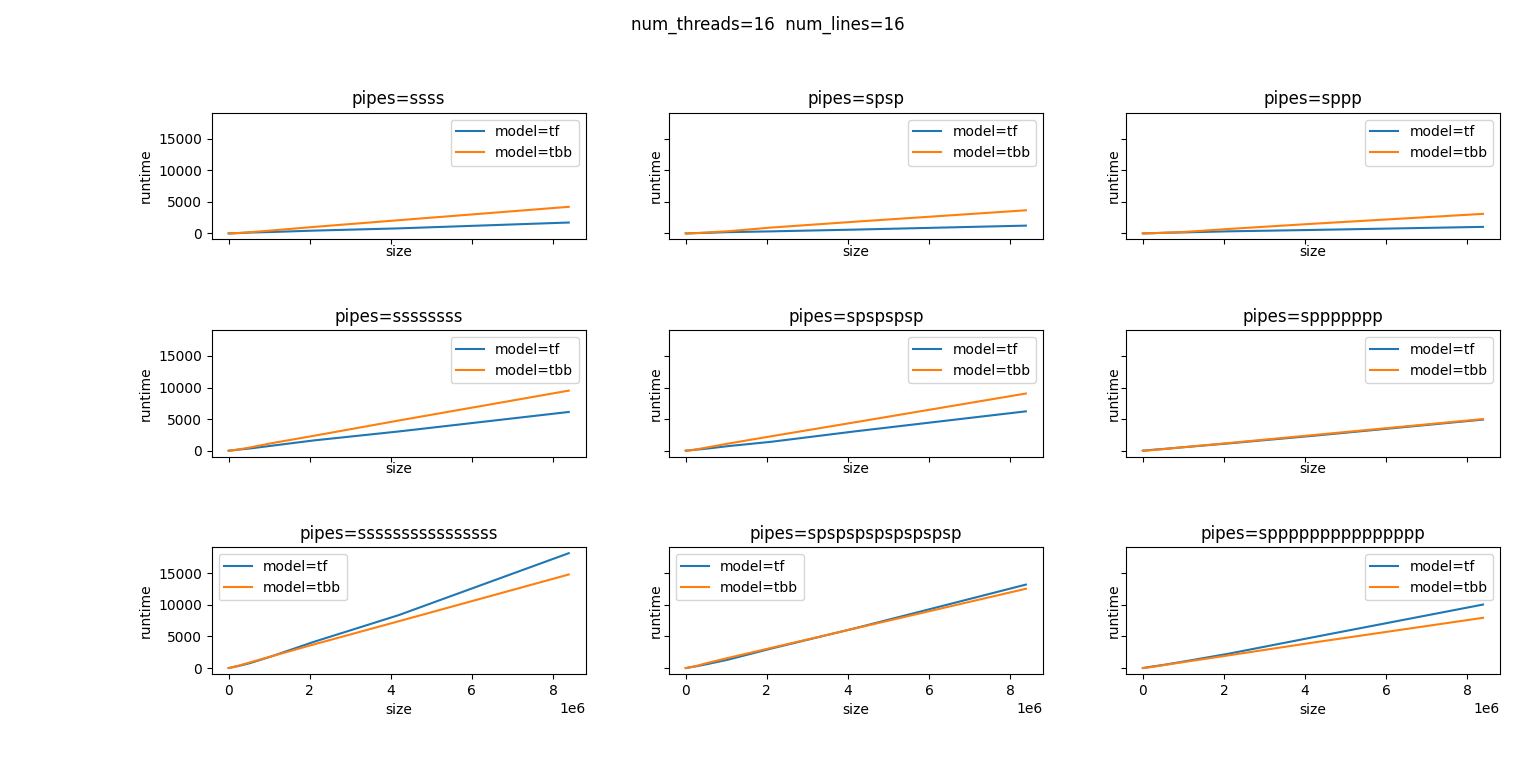 num_threads=16  num_lines=16
pipes=ssss
pipes=spsp
pipes=sppp
model=tf
model=tbb
model=tf
model=tbb
model=tf
model=tbb
15000
10000
5000
0
runtime
runtime
runtime
size
size
size
pipes=ssssssss
pipes=spspspsp
pipes=sppppppp
model=tf
model=tbb
model=tf
model=tbb
model=tf
model=tbb
15000
10000
5000
0
runtime
runtime
runtime
size
size
size
pipes=ssssssssssssssss
pipes=spspspspspspspsp
pipes=sppppppppppppppp
model=tf
model=tbb
model=tf
model=tbb
model=tf
model=tbb
15000
10000
5000
0
runtime
runtime
runtime
0 2 4 6 8
0 2 4 6 8
0 2 4 6 8
size
1e6
size
1e6
size
1e6